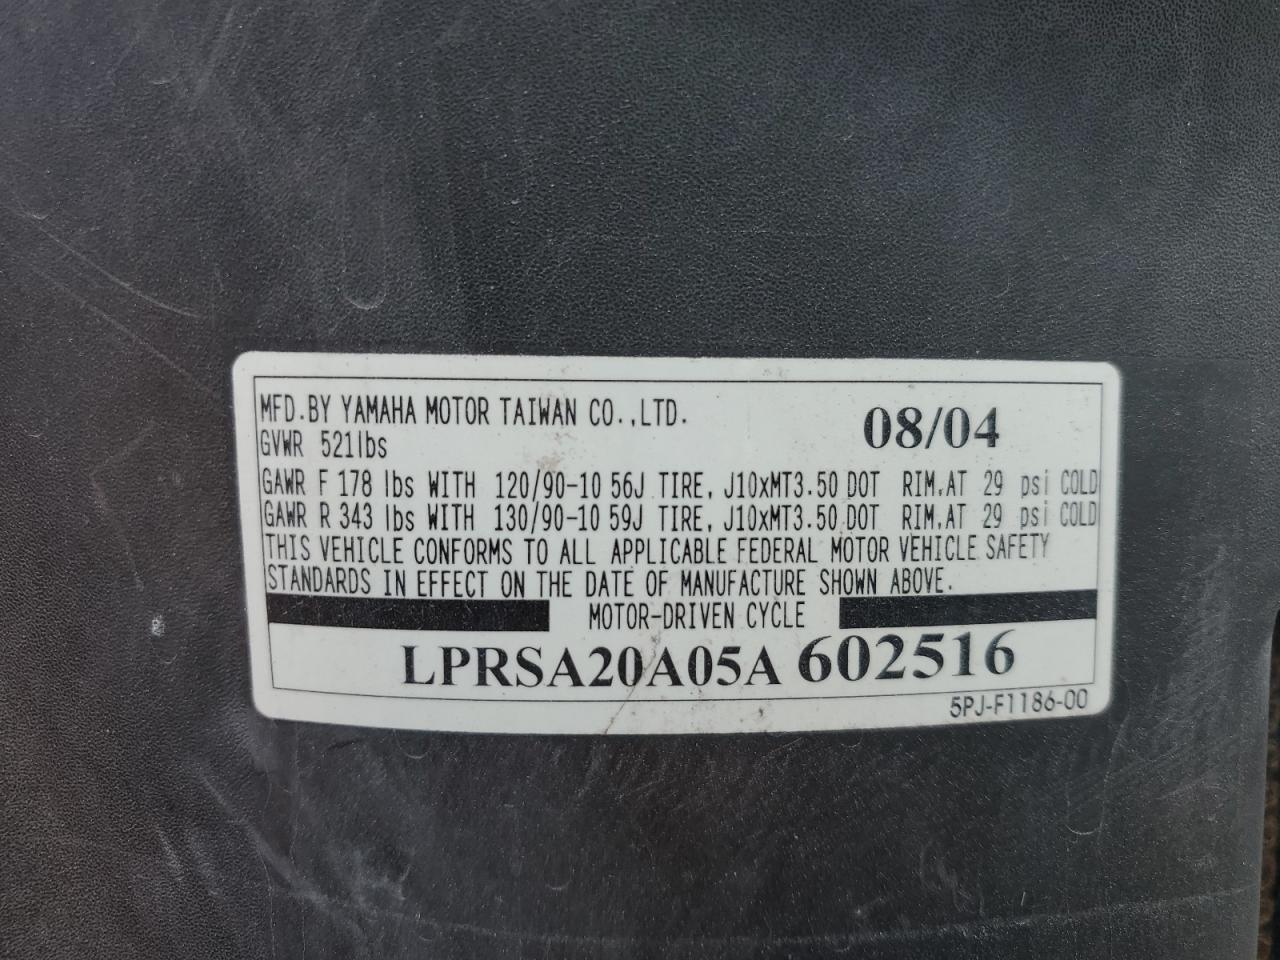 MFD.BY YAMAHA MOTOR TAIWAN CO.,LTD. 08/04
GVWR 521lbs
GAWR F 178 lbs WITH 120/90-10 56J TIRE, J10xMT3.50 DOT RIM,AT 29 psi COLD
GAWR R 343 lbs WITH 130/90-10 59J TIRE, J10xMT3.50 DOT RIM,AT 29 psi COLD
THIS VEHICLE CONFORMS TO ALL APPLICABLE FEDERAL MOTOR VEHICLE SAFETY
STANDARDS IN EFFECT ON THE DATE OF MANUFACTURE SHOWN ABOVE.
MOTOR-DRIVEN CYCLE
LPRSA20A05A602516
5PJ-F1186-00